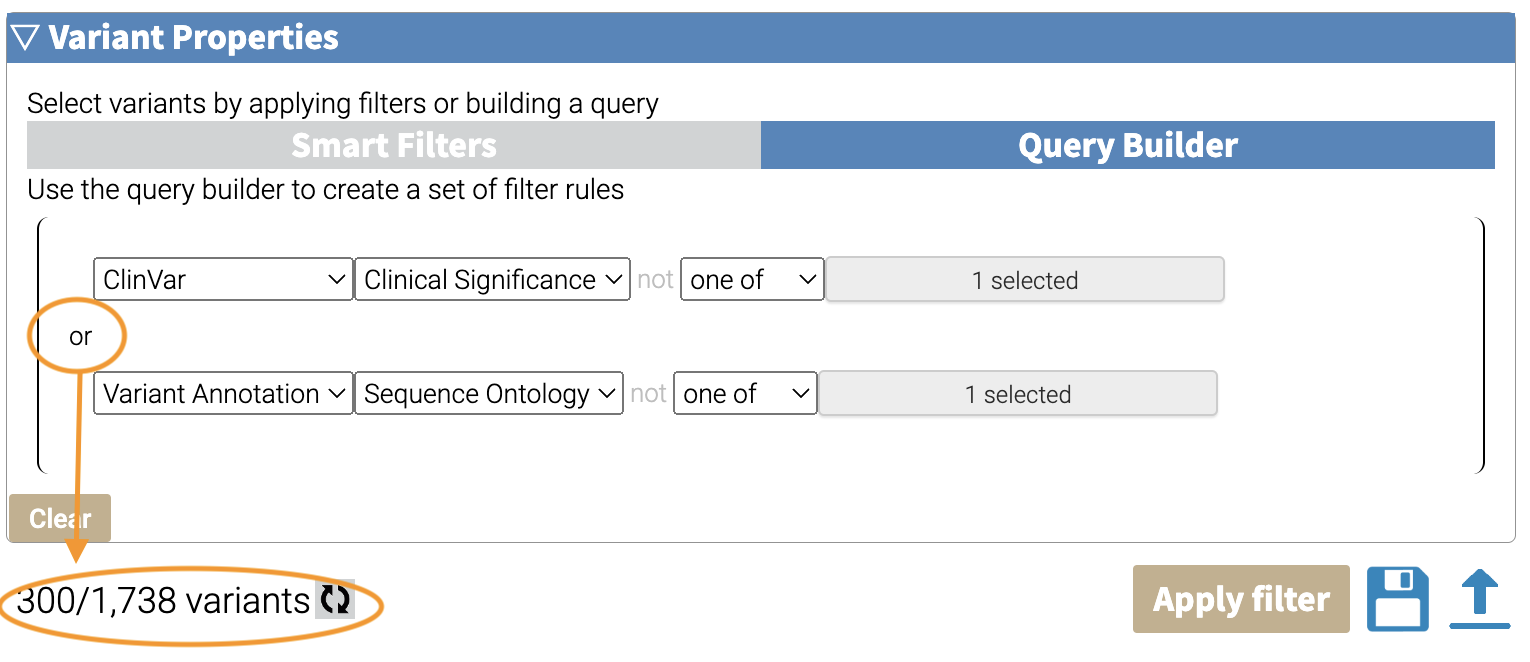 Variant Properties
Select variants by applying filters or building a query
Smart Filters Query Builder
Use the query builder to create a set of filter rules
ClinVar Clinical Significance not one of 1 selected
or
Variant Annotation Sequence Ontology not one of 1 selected
Clear
300/1,738 variants Apply filter